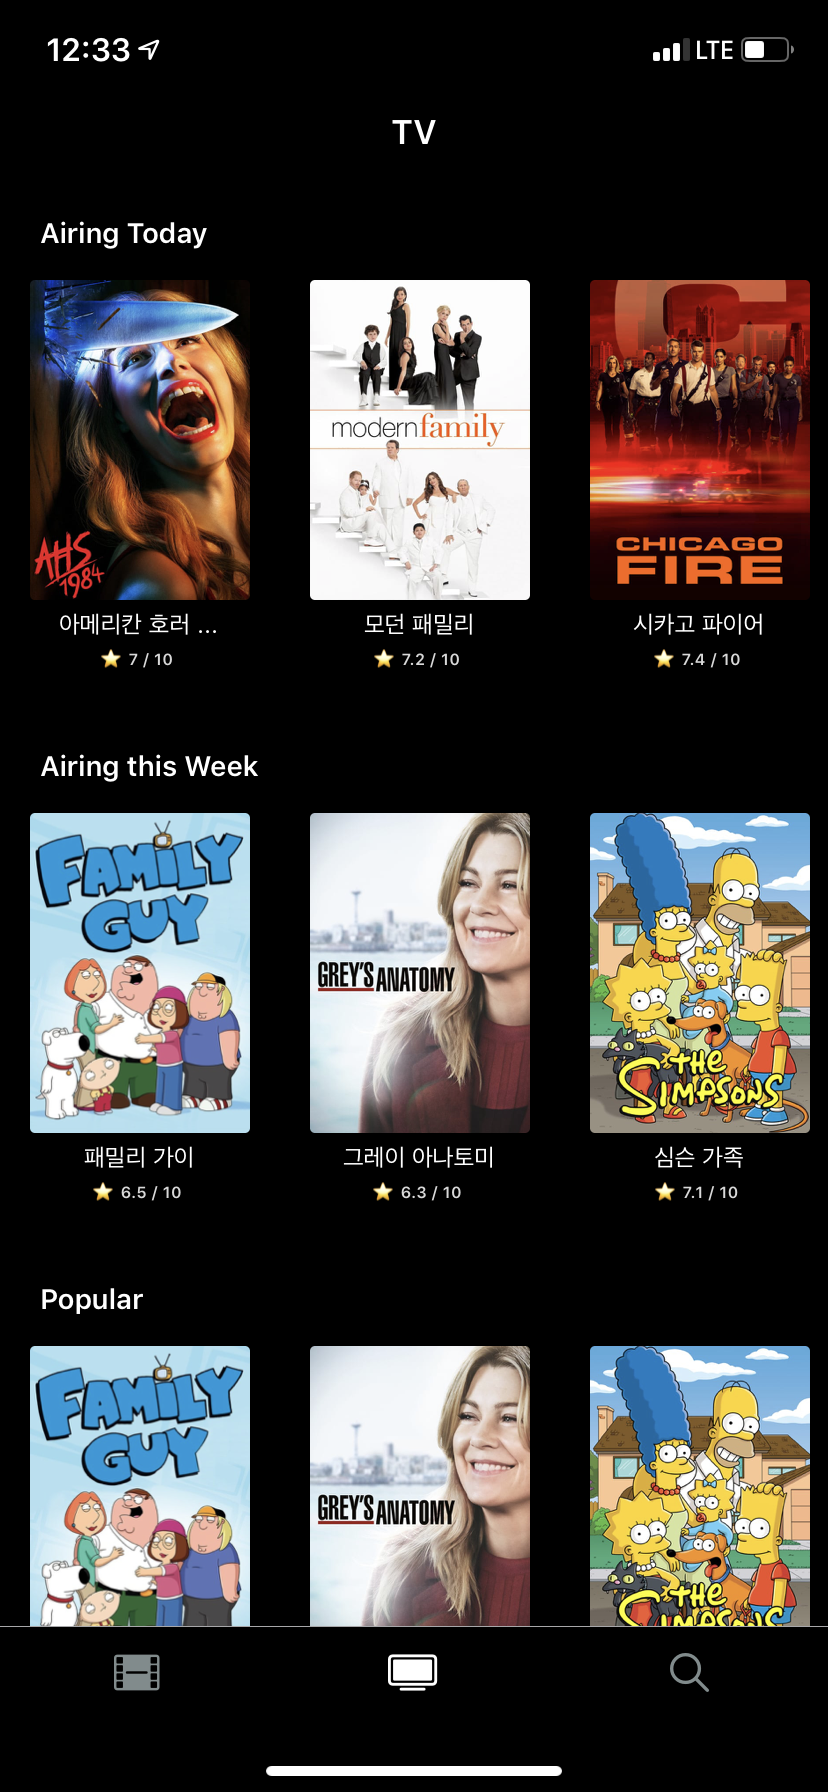 12:33
LTE
TV
Airing Today
AHS
1984
modern family
CHICAGO
FIRE
아메리칸 호러 ...
모던 패밀리
시카고 파이어
7 / 10
7.2 / 10
7.4 / 10
Airing this Week
FAMILY
GUY
GREY'S ANATOMY
THE
SIMPSONS
패밀리 가이
그레이 아나토미
심슨 가족
6.5 / 10
6.3 / 10
7.1 / 10
Popular
FAMILY
GUY
GREY'S ANATOMY
THE
SIMPSONS